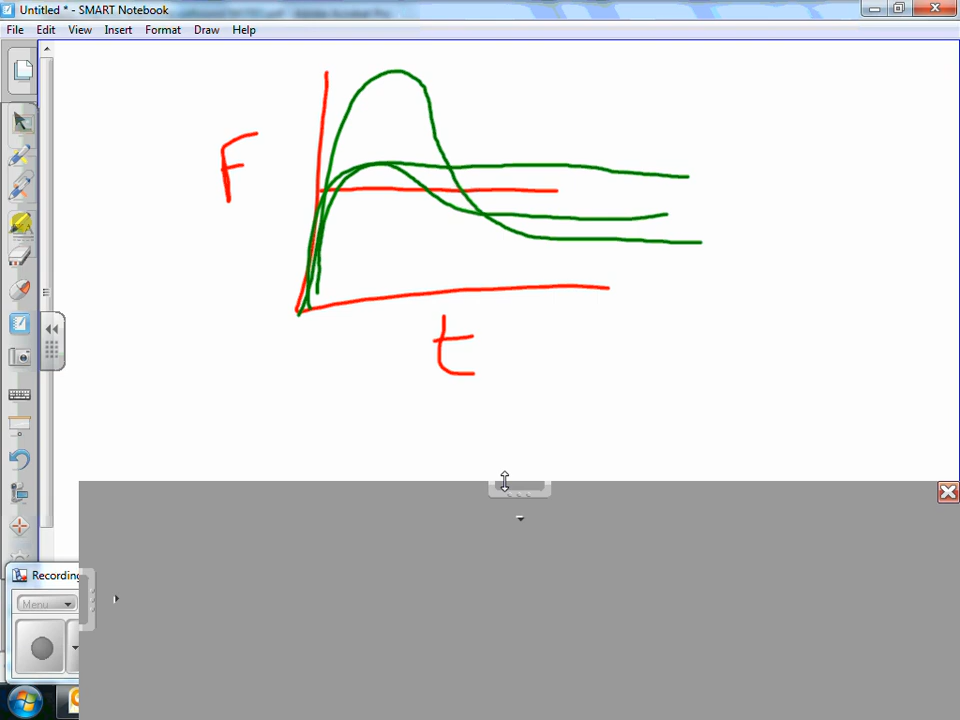 Untitled * - SMART Notebook
File Edit View Insert Format Draw Help
F
t
Recording
Menu